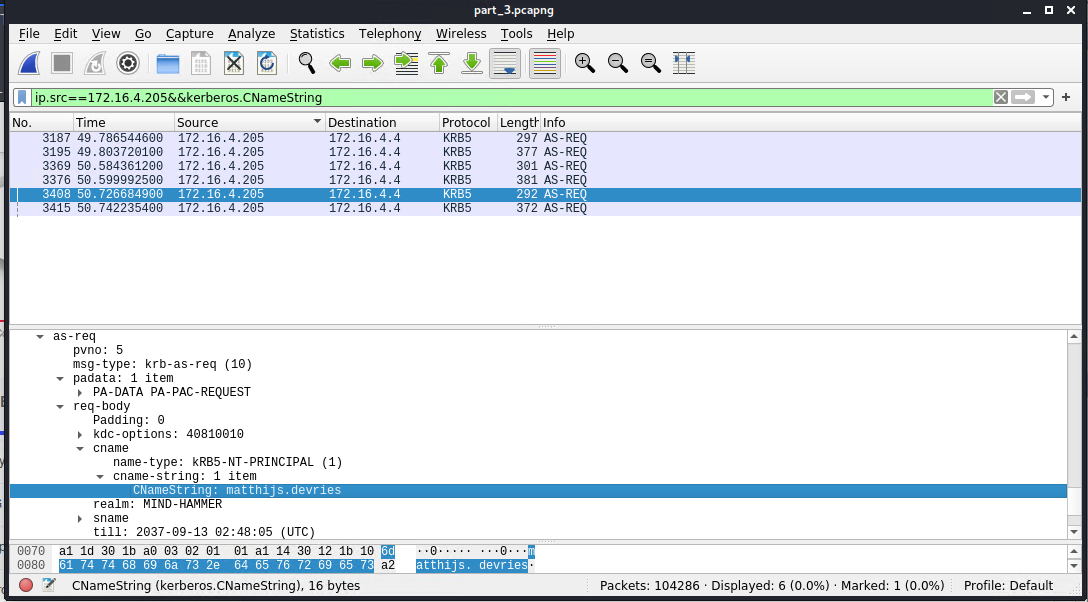 part_3.pcapng
File Edit View Go Capture Analyze Statistics Telephony Wireless Tools Help
ip.src==172.16.4.205&&kerberos.CNameString
No. Time Source Destination Protocol Length Info
3187 49.786544600 172.16.4.205 172.16.4.4 KRB5 297 AS-REQ
3195 49.803720100 172.16.4.205 172.16.4.4 KRB5 377 AS-REQ
3369 50.584361200 172.16.4.205 172.16.4.4 KRB5 301 AS-REQ
3376 50.599992500 172.16.4.205 172.16.4.4 KRB5 381 AS-REQ
3408 50.726684900 172.16.4.205 172.16.4.4 KRB5 292 AS-REQ
3415 50.742235400 172.16.4.205 172.16.4.4 KRB5 372 AS-REQ
as-req
pvno: 5
msg-type: krb-as-req (10)
padata: 1 item
PA-DATA PA-PAC-REQUEST
req-body
Padding: 0
kdc-options: 40810010
cname
name-type: kRB5-NT-PRINCIPAL (1)
cname-string: 1 item
CNameString: matthijs.devries
realm: MIND-HAMMER
sname
till: 2037-09-13 02:48:05 (UTC)
0070 a1 1d 30 1b a0 03 02 01 01 a1 14 30 12 1b 10 6d ··0····· ···0···m
0080 61 74 74 68 69 6a 73 2e 64 65 76 72 69 65 73 a2 atthijs. devries·
CNameString (kerberos.CNameString), 16 bytes Packets: 104286 · Displayed: 6 (0.0%) · Marked: 1 (0.0%) Profile: Default